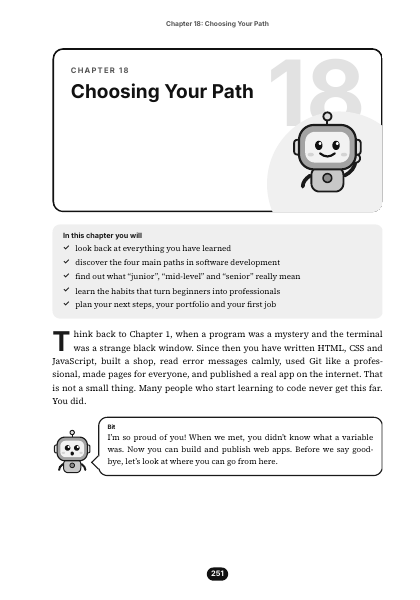 Chapter 18: Choosing Your Path
CHAPTER 18
18
Choosing Your Path
In this chapter you will
✓ look back at everything you have learned
✓ discover the four main paths in software development
✓ find out what “junior”, “mid-level” and “senior” really mean
✓ learn the habits that turn beginners into professionals
✓ plan your next steps, your portfolio and your first job
Think back to Chapter 1, when a program was a mystery and the terminal
was a strange black window. Since then you have written HTML, CSS and
JavaScript, built a shop, read error messages calmly, used Git like a profes-
sional, made pages for everyone, and published a real app on the internet. That
is not a small thing. Many people who start learning to code never get this far.
You did.
Bit
I’m so proud of you! When we met, you didn’t know what a variable
was. Now you can build and publish web apps. Before we say good-
bye, let’s look at where you can go from here.
251